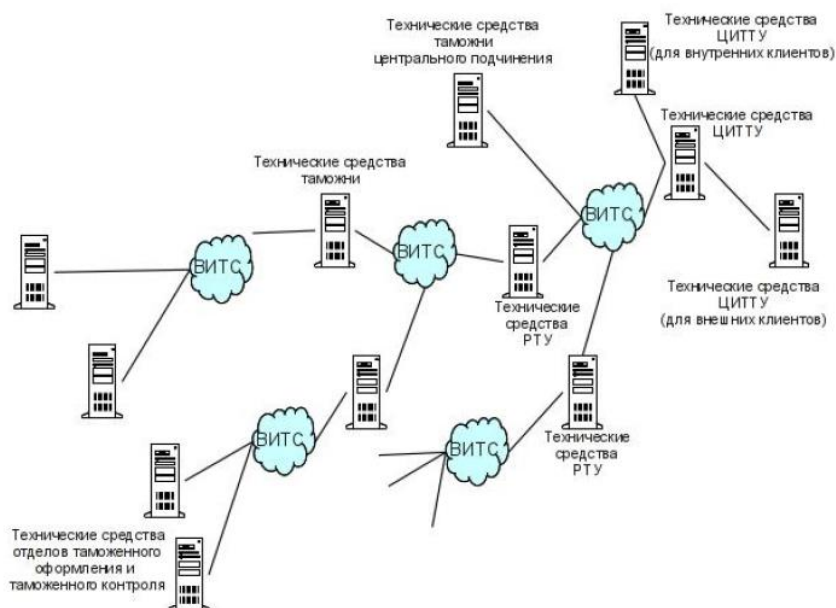 Технические средства
таможни
центрального подчинения
Технические средства
ЦИТТУ
(для внутренних клиентов)
Технические средства
ЦИТТУ
Технические средства
таможни
ВИТС
ВИТС
ВИТС
Технические
средства
РТУ
Технические средства
ЦИТТУ
(для внешних клиентов)
ВИТС
ВИТС
Технические
средства
РТУ
Технические средства
отделов таможенного
оформления и
таможенного контроля